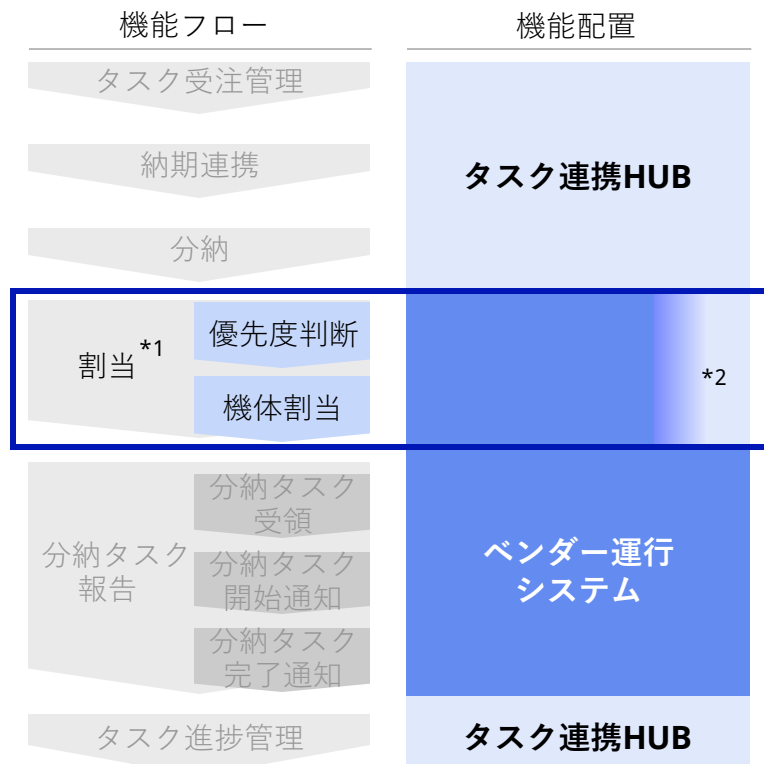 機能フロー
機能配置
タスク受注管理
納期連携
分納
タスク連携HUB
割当*1
優先度判断
機体割当
*2
分納タスク
報告
分納タスク
受領
分納タスク
開始通知
分納タスク
完了通知
ベンダー運行
システム
タスク進捗管理
タスク連携HUB